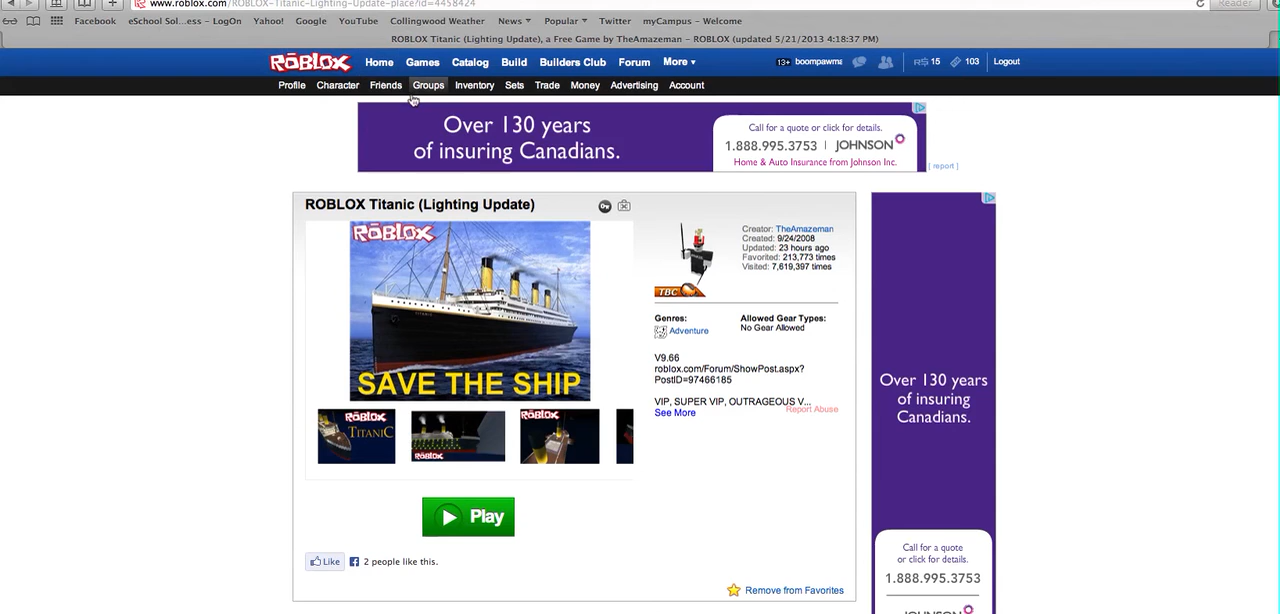 www.roblox.com/ROBLOX-Titanic-Lighting-Update-place?id=4458424
Reader
Facebook eSchool Sol...ess - LogOn Yahoo! Google YouTube Collingwood Weather News Popular Twitter myCampus - Welcome
ROBLOX Titanic (Lighting Update), a Free Game by TheAmazeman - ROBLOX (updated 5/21/2013 4:18:37 PM)
ROBLOX Home Games Catalog Build Builders Club Forum More 13+ boompawma R$ 15 103 Logout
Profile Character Friends Groups Inventory Sets Trade Money Advertising Account
Over 130 years
of insuring Canadians.
Call for a quote or click for details.
1.888.995.3753 | JOHNSON
Home & Auto Insurance from Johnson Inc.
[ report ]
ROBLOX Titanic (Lighting Update)
ROBLOX
SAVE THE SHIP
ROBLOX
TITANIC
ROBLOX
ROBLOX
Creator: TheAmazeman
Created: 9/24/2008
Updated: 23 hours ago
Favorited: 213,773 times
Visited: 7,619,397 times
TBC
Genres:
Adventure
Allowed Gear Types:
No Gear Allowed
V9.66
roblox.com/Forum/ShowPost.aspx?
PostID=97466185
VIP, SUPER VIP, OUTRAGEOUS V...
See More
Report Abuse
Play
Like 2 people like this.
Remove from Favorites
Over 130 years
of insuring
Canadians.
Call for a quote
or click for details.
1.888.995.3753
JOHNSON